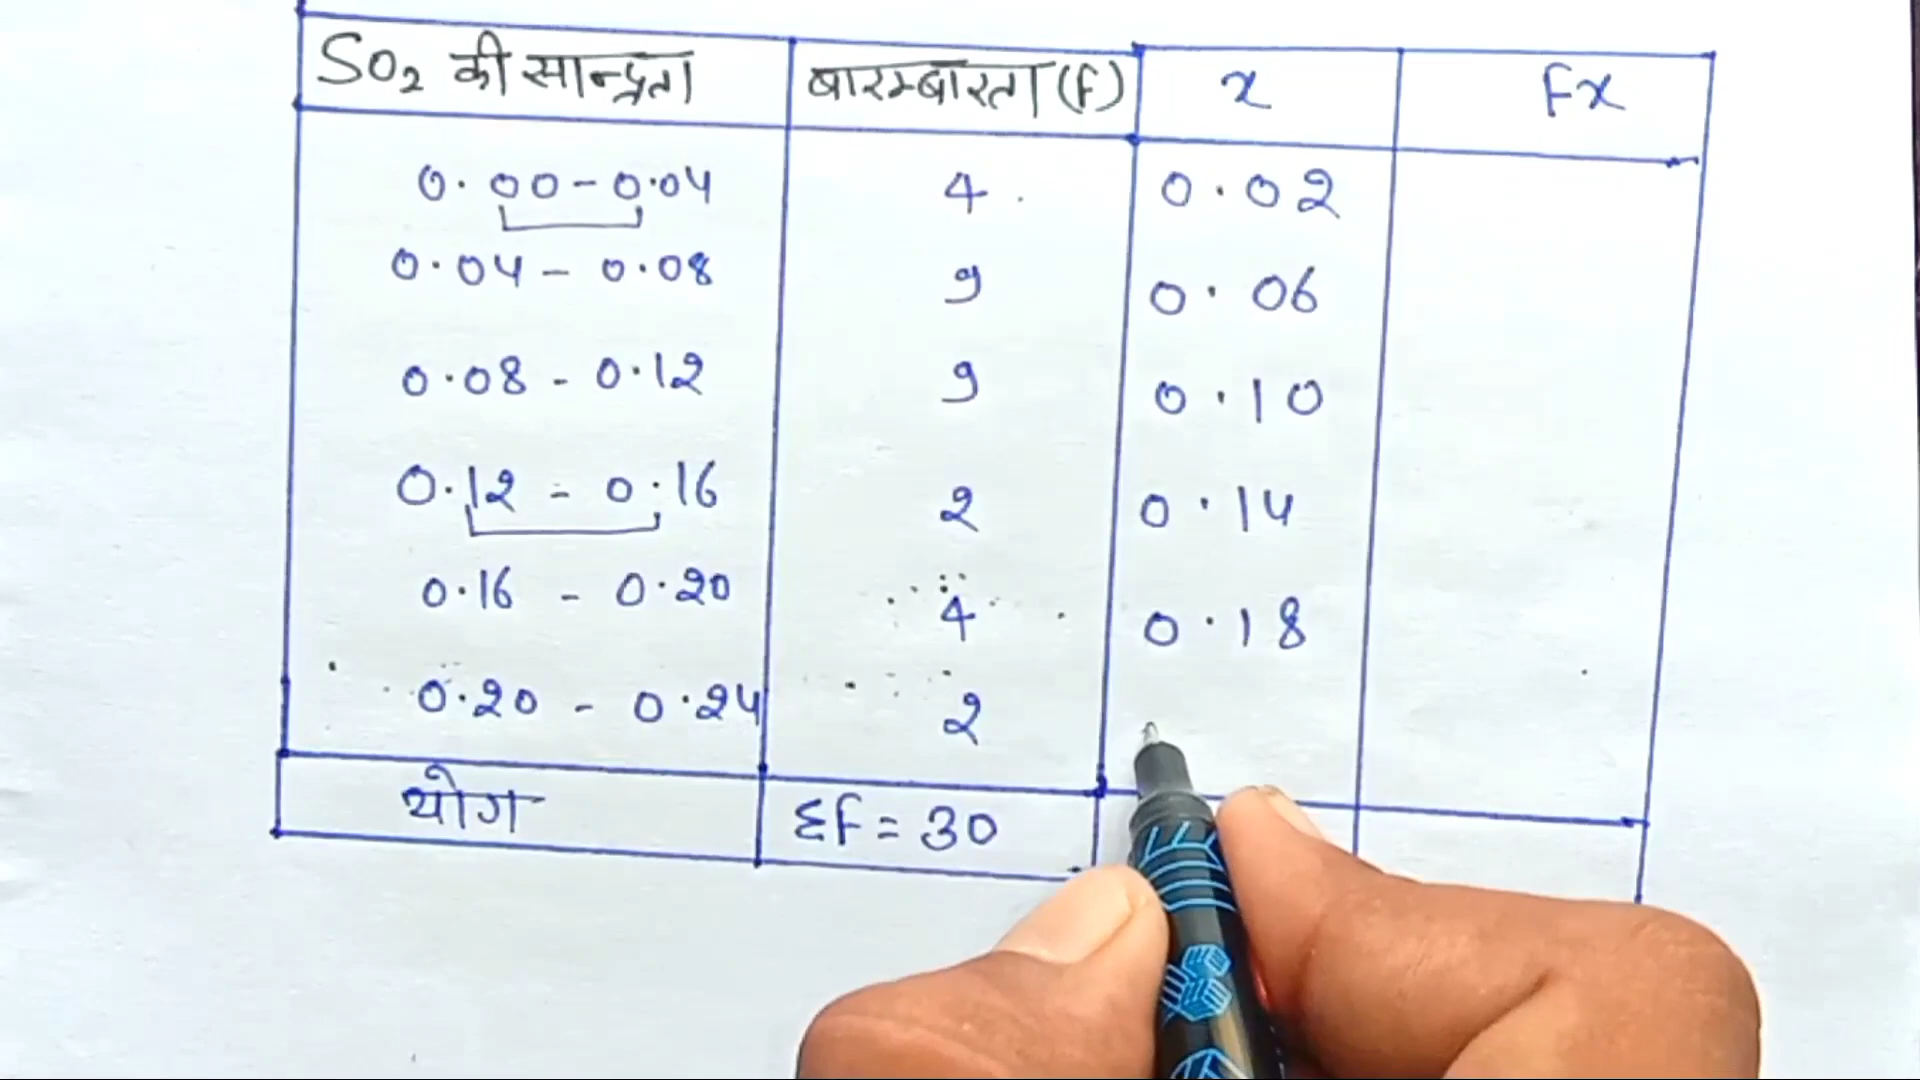 SO₂ की सान्द्रता बारम्बारता (f) x Fx
0.00-0.04 4 0.02
0.04-0.08 9 0.06
0.08-0.12 9 0.10
0.12-0.16 2 0.14
0.16-0.20 4 0.18
0.20-0.24 2
योग Σf=30